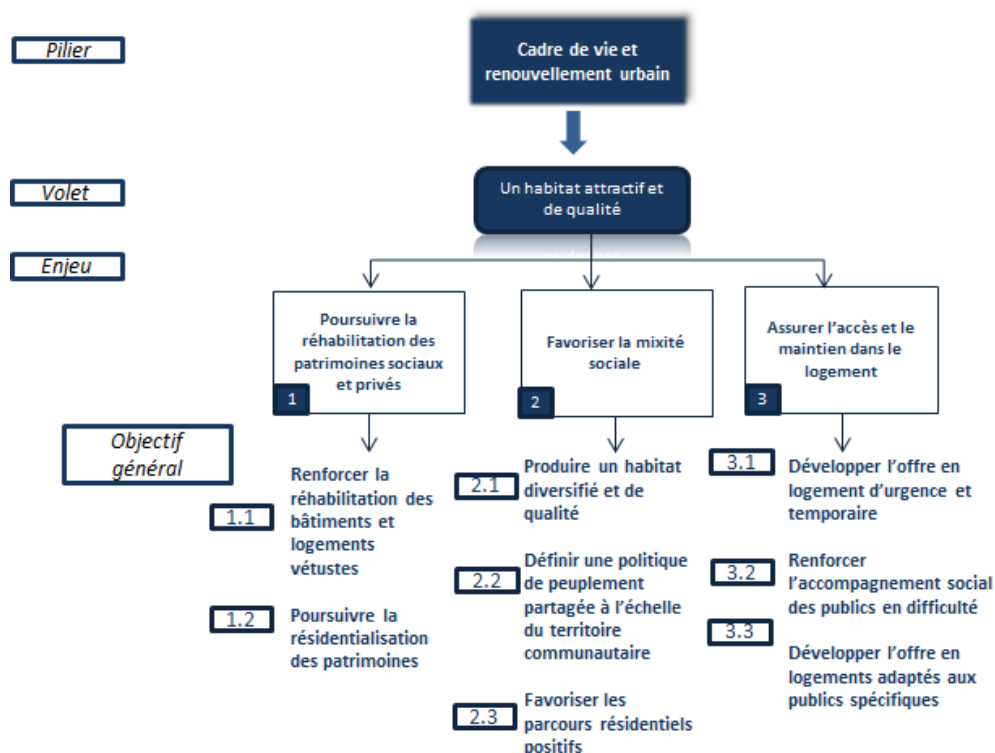 Pilier
Cadre de vie et
renouvellement urbain
Volet
Un habitat attractif et
de qualité
Enjeu
Poursuivre la
réhabilitation des
patrimoines sociaux
et privés
1
Favoriser la mixité
sociale
2
Assurer l'accès et le
maintien dans le
logement
3
Objectif
général
1.1
Renforcer la
réhabilitation des
bâtiments et
logements
vétustes
1.2
Poursuivre la
résidentialisation
des patrimoines
2.1
Produire un habitat
diversifié et de
qualité
2.2
Définir une politique
de peuplement
partagée à l'échelle
du territoire
communautaire
2.3
Favoriser les
parcours résidentiels
positifs
3.1
Développer l'offre en
logement d'urgence et
temporaire
3.2
Renforcer
l'accompagnement social
des publics en difficulté
3.3
Développer l'offre en
logements adaptés aux
publics spécifiques